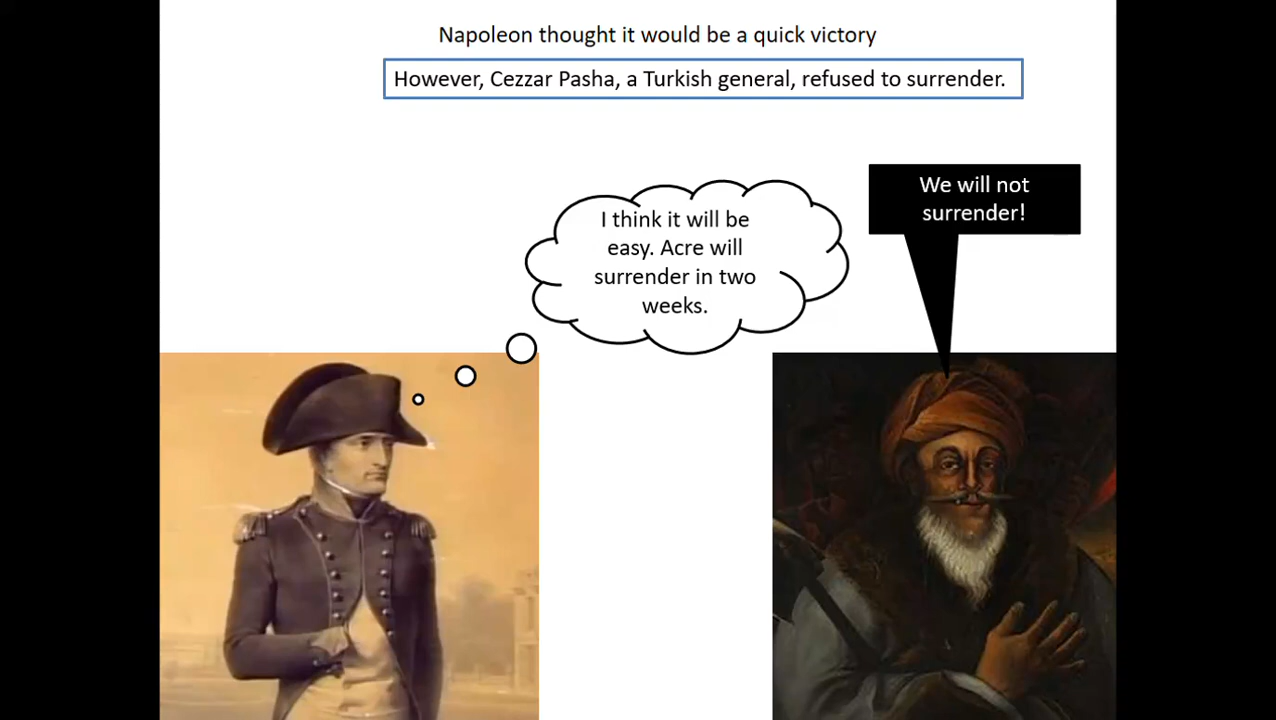 Napoleon thought it would be a quick victory
However, Cezzar Pasha, a Turkish general, refused to surrender.
We will not
surrender!
I think it will be
easy. Acre will
surrender in two
weeks.